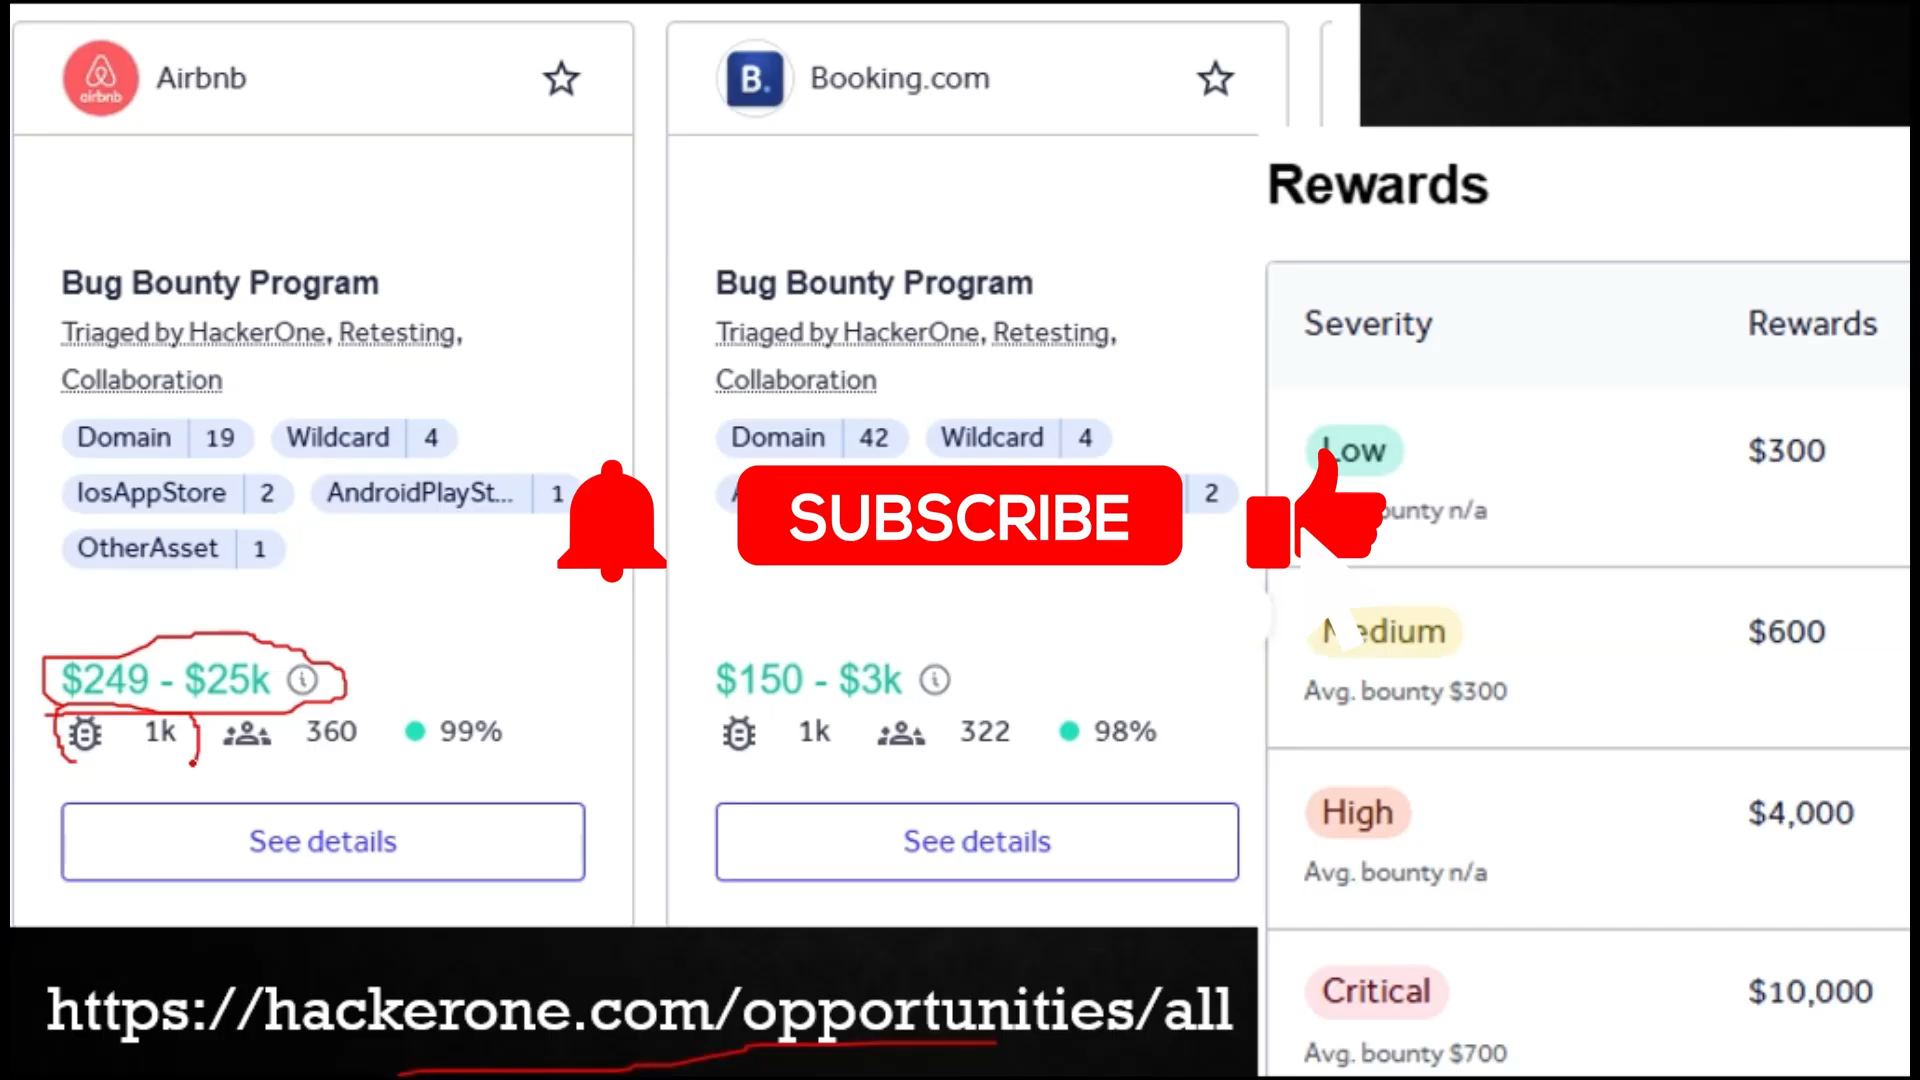 airbnb
Airbnb
B.
Booking.com
Bug Bounty Program
Triaged by HackerOne, Retesting,
Collaboration
Domain 19
Wildcard 4
IosAppStore 2
AndroidPlaySt... 1
OtherAsset 1
$249 - $25k
1k 360 99%
See details
Bug Bounty Program
Triaged by HackerOne, Retesting,
Collaboration
Domain 42
Wildcard 4
2
SUBSCRIBE
$150 - $3k
1k 322 98%
See details
Rewards
Severity Rewards
Low $300
bounty n/a
Medium $600
Avg. bounty $300
High $4,000
Avg. bounty n/a
Critical $10,000
Avg. bounty $700
https://hackerone.com/opportunities/all